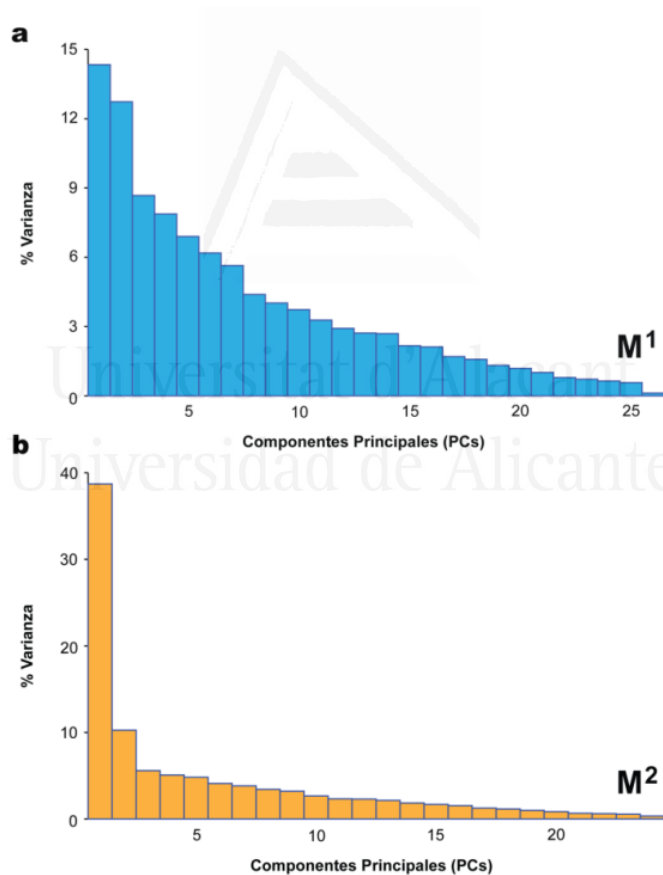 a
15
12
9
6
3
0
% Varianza
M¹
5 10 15 20 25
Componentes Principales (PCs)
Universitat d'Alacant
b
Universidad de Alicante
40
30
20
10
0
% Varianza
M²
5 10 15 20
Componentes Principales (PCs)